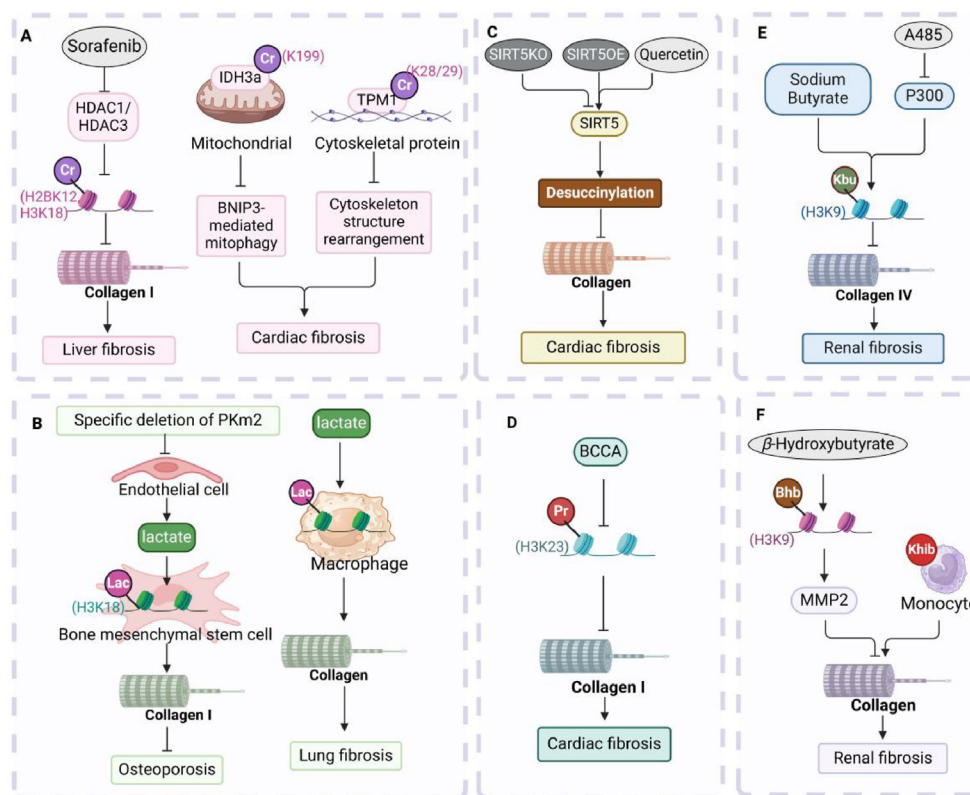 A
Sorafenib
HDAC1/
HDAC3
Cr
(H2BK12
H3K18)
Collagen I
Liver fibrosis
Cr
(K199)
IDH3a
Mitochondrial
BNIP3-
mediated
mitophagy
Cr
(K28/29)
TPM1
Cytoskeletal protein
Cytoskeleton
structure
rearrangement
Cardiac fibrosis
B
Specific deletion of PKm2
Endothelial cell
lactate
Lac
(H3K18)
Bone mesenchymal stem cell
Collagen I
Osteoporosis
lactate
Lac
Macrophage
Collagen
Lung fibrosis
C
SIRT5KO
SIRT5OE
Quercetin
SIRT5
Desuccinylation
Collagen
Cardiac fibrosis
D
BCCA
Pr
(H3K23)
Collagen I
Cardiac fibrosis
E
A485
Sodium
Butyrate
P300
Kbu
(H3K9)
Collagen IV
Renal fibrosis
F
β-Hydroxybutyrate
Bhb
(H3K9)
MMP2
Khib
Monocyte
Collagen
Renal fibrosis